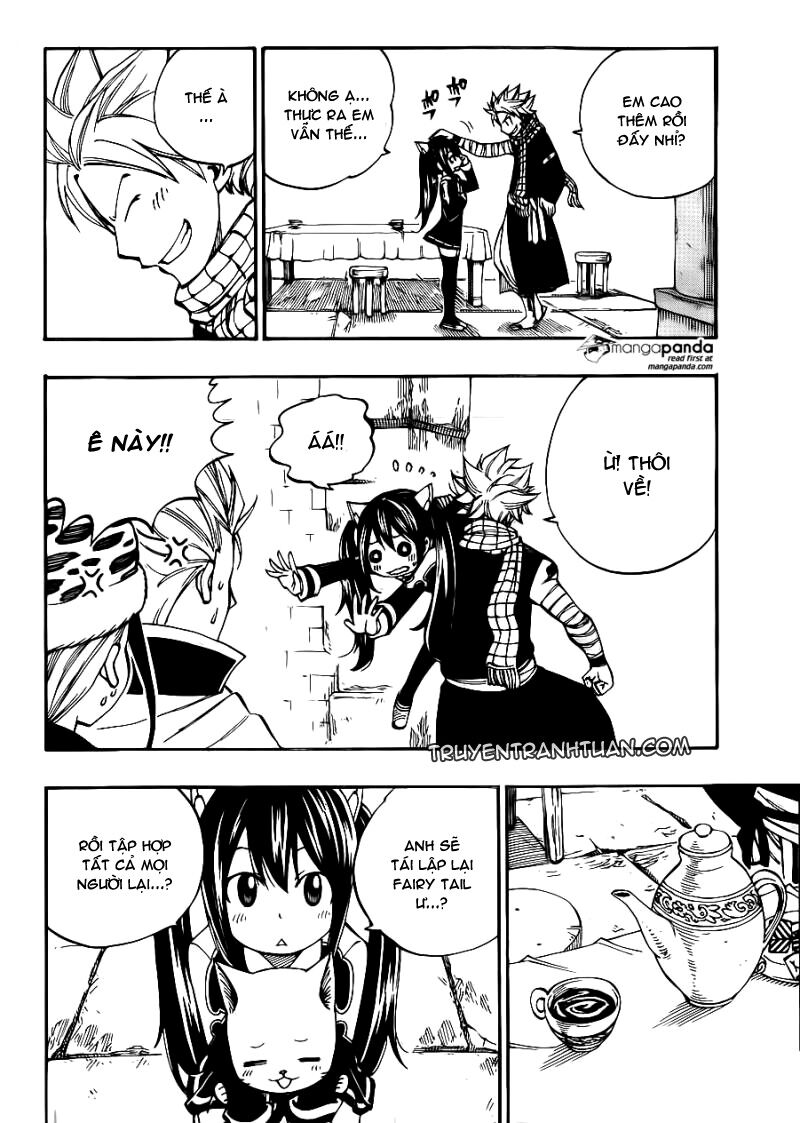 EM CAO
THÊM RỒI
ĐẤY NHỈ?
KHÔNG Ạ...
THỰC RA EM
VẪN THẾ...
THẾ À
...
mangapanda
read first at
mangapanda.com
Ừ! THÔI
VỀ!
ÁÁ!!
Ê NÀY!!
TRUYENTRANHTUAN.COM
ANH SẼ
TÁI LẬP LẠI
FAIRY TAIL
Ư...?
RỒI TẬP HỢP
TẤT CẢ MỌI
NGƯỜI LẠI...?